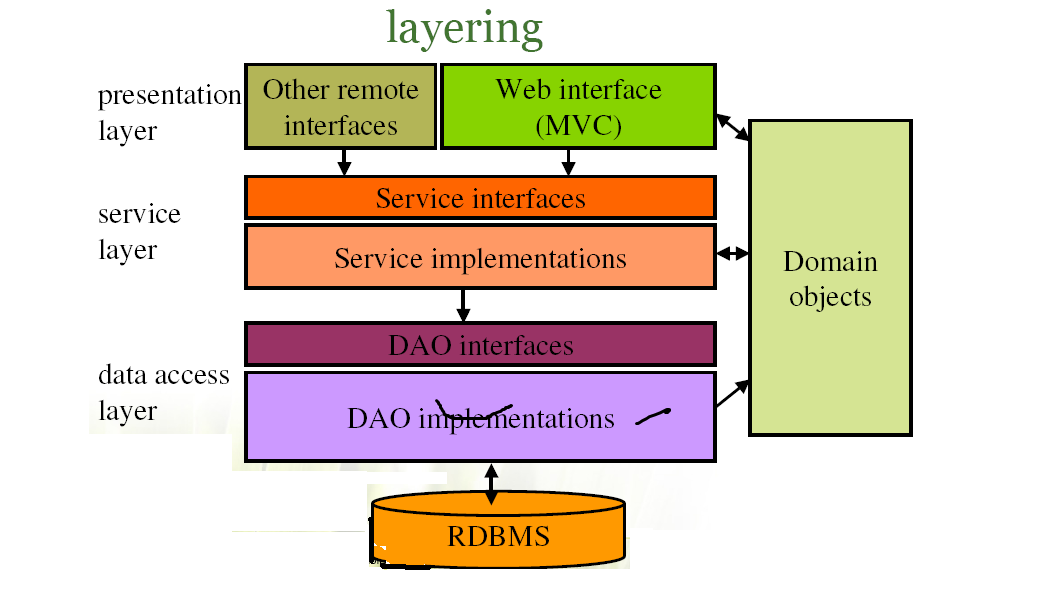 layering
presentation
layer
Other remote
interfaces
Web interface
(MVC)
service
layer
Service interfaces
Service implementations
Domain
objects
data access
layer
DAO interfaces
DAO implementations
RDBMS